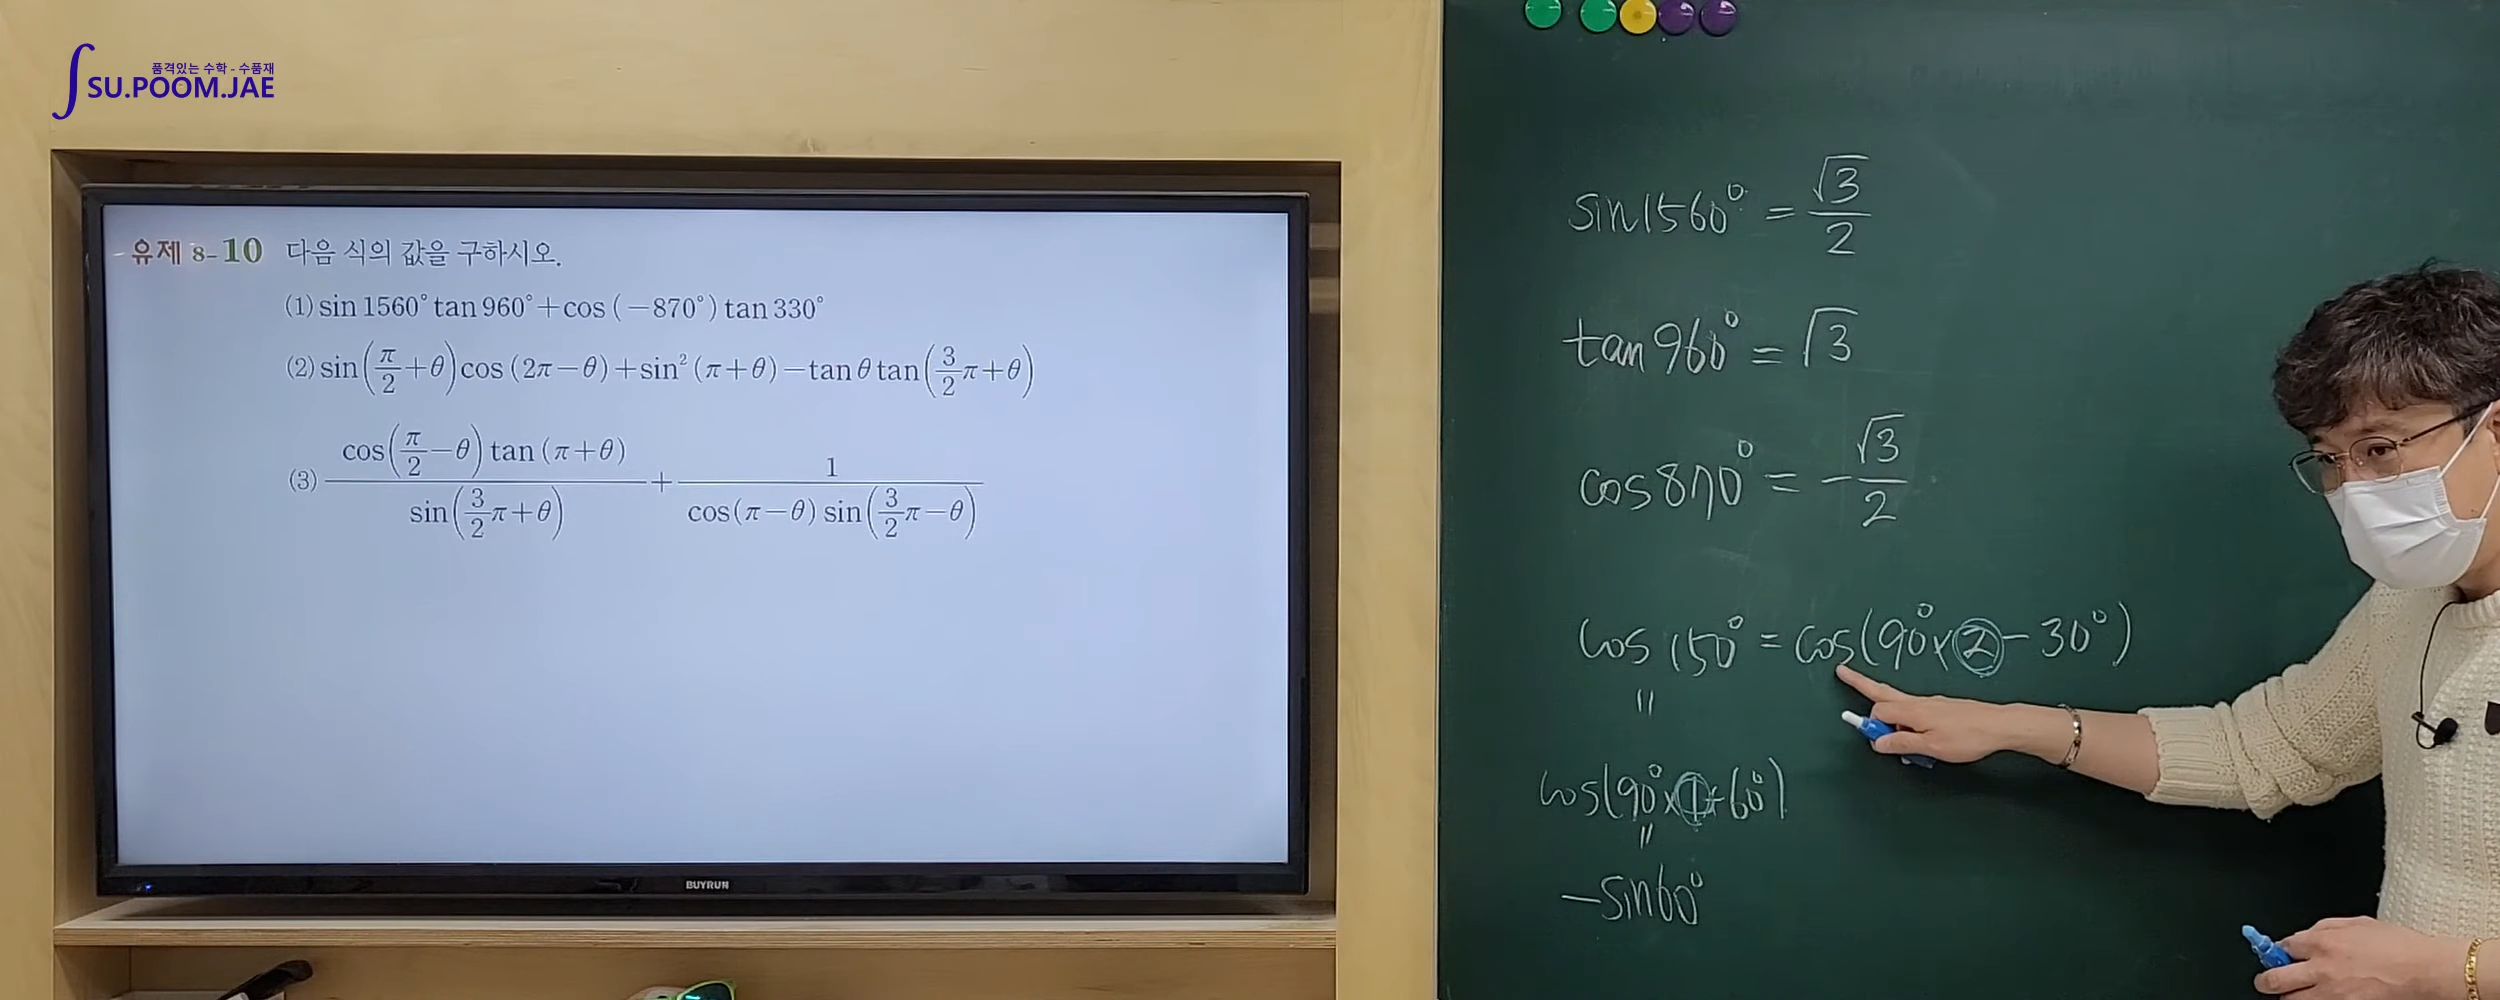 품격있는 수학 - 수품재
SU.POOM.JAE
유제 8-10 다음 식의 값을 구하시오.
(1) sin 1560° tan 960° + cos (−870°) tan 330°
(2) sin(π/2 + θ) cos (2π − θ) + sin² (π + θ) − tan θ tan(3/2 π + θ)
(3) cos(π/2 − θ) tan (π + θ) / sin(3/2 π + θ) + 1 / cos(π − θ) sin(3/2 π − θ)
BUYRUN
sin1560° = √3/2
tan960° = √3
cos870° = −√3/2
cos150° = cos(90°×2−30°)
=
cos(90°×1+60°)
=
−sin60°